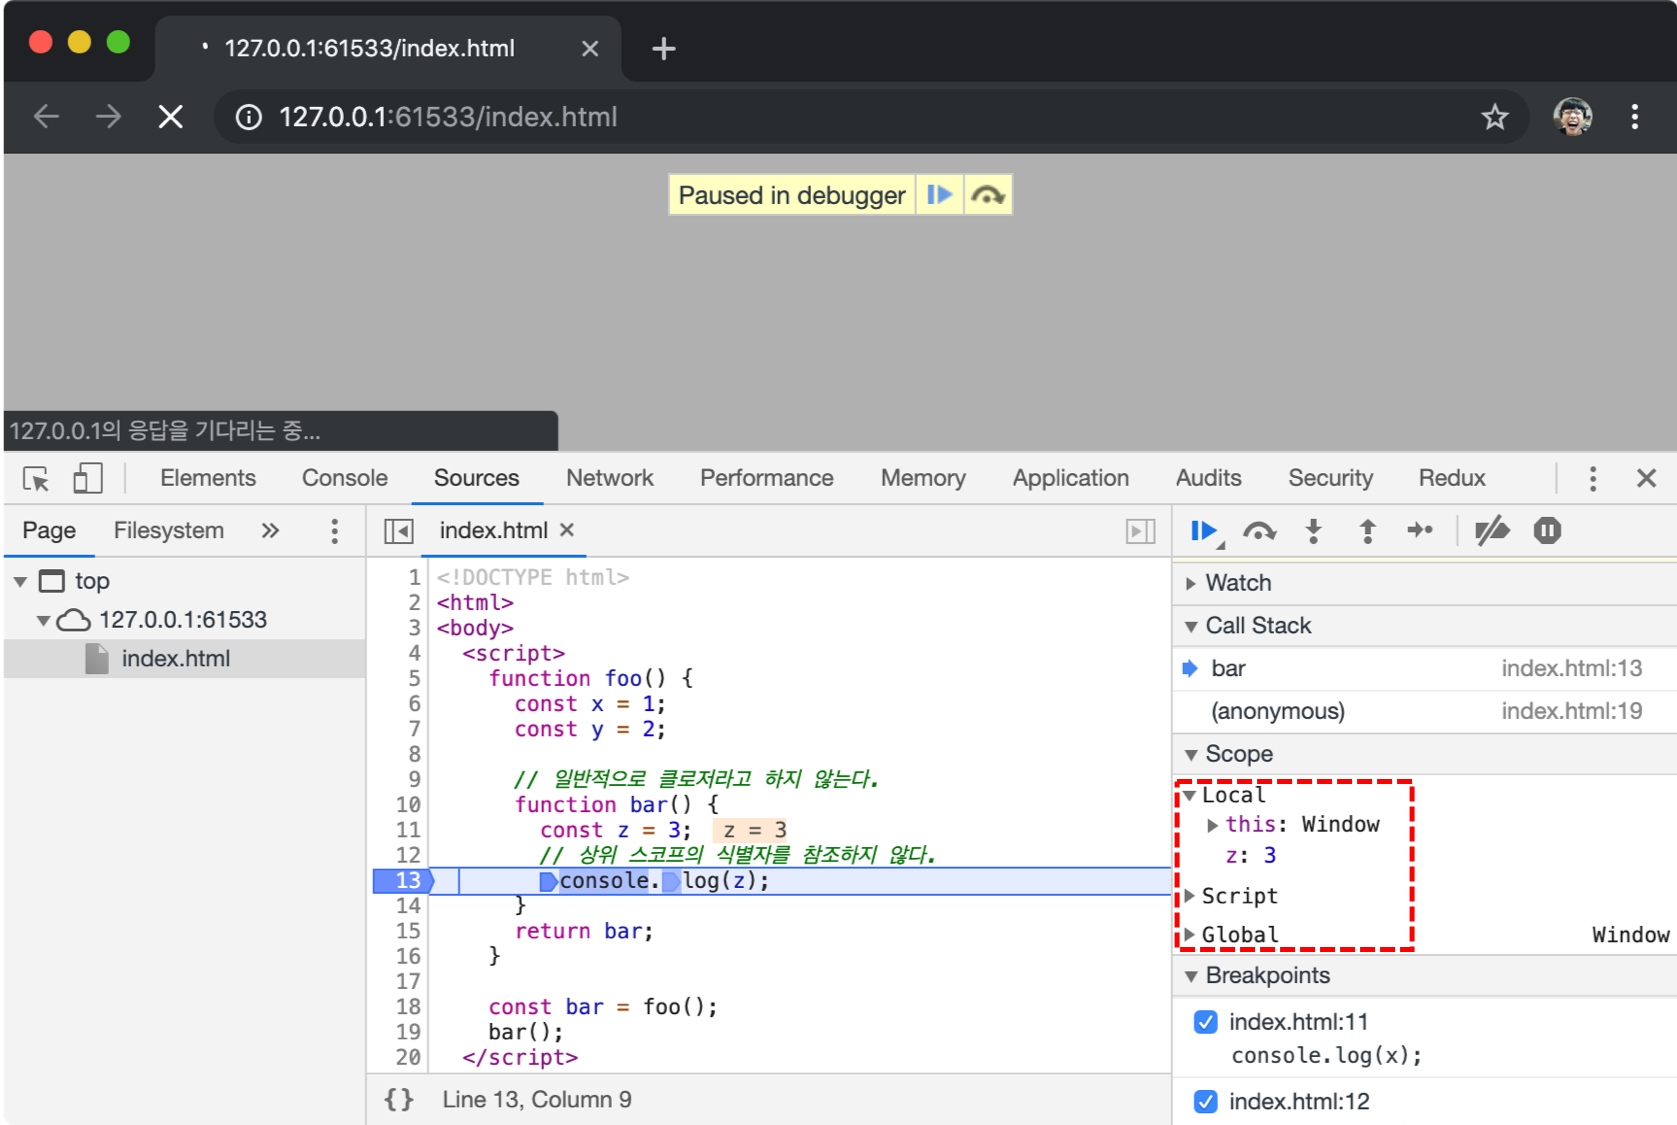 127.0.0.1:61533/index.html
127.0.0.1:61533/index.html
Paused in debugger
127.0.0.1의 응답을 기다리는 중...
Elements Console Sources Network Performance Memory Application Audits Security Redux
Page Filesystem »
index.html
top
127.0.0.1:61533
index.html
1 <!DOCTYPE html>
2 <html>
3 <body>
4 <script>
5 function foo() {
6 const x = 1;
7 const y = 2;
8
9 // 일반적으로 클로저라고 하지 않는다.
10 function bar() {
11 const z = 3; z = 3
12 // 상위 스코프의 식별자를 참조하지 않다.
13 console.log(z);
14 }
15 return bar;
16 }
17
18 const bar = foo();
19 bar();
20 </script>
{} Line 13, Column 9
Watch
Call Stack
bar index.html:13
(anonymous) index.html:19
Scope
Local
this: Window
z: 3
Script
Global Window
Breakpoints
index.html:11
console.log(x);
index.html:12